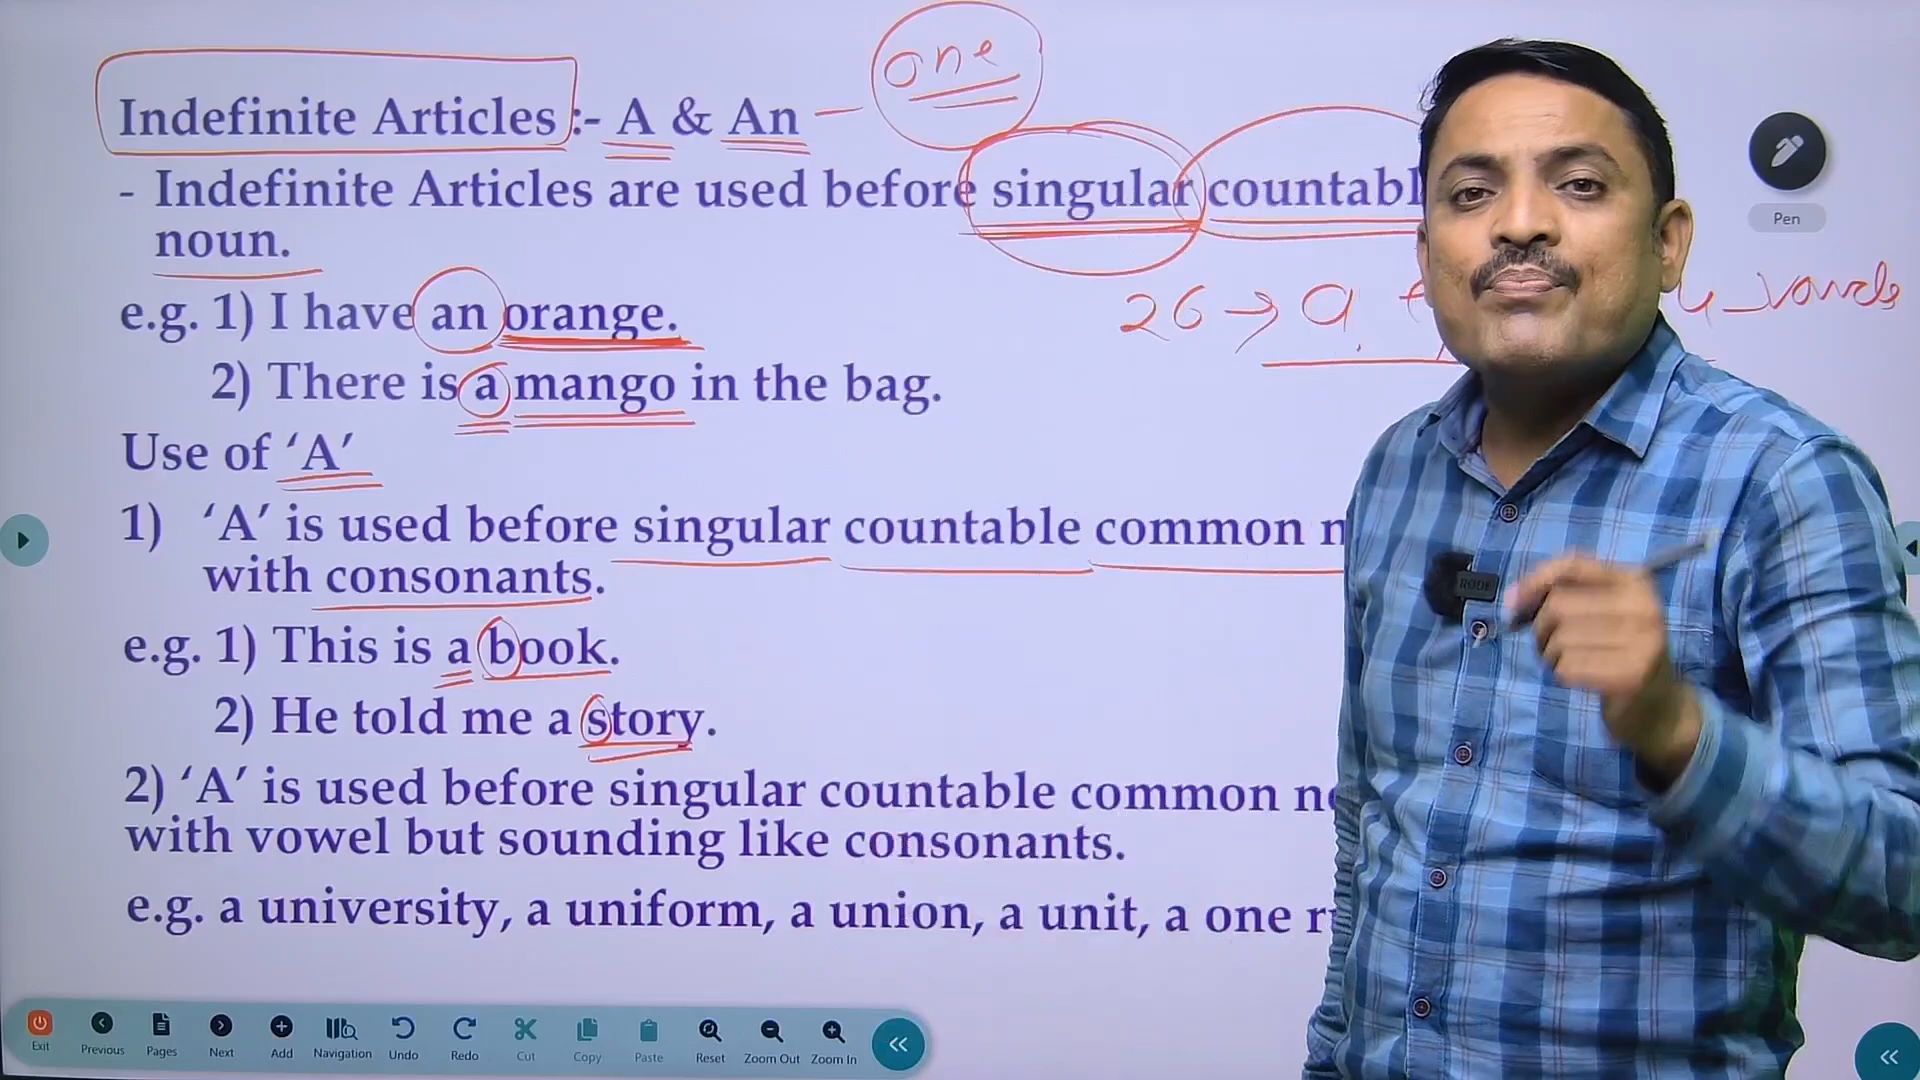 one
Indefinite Articles :- A & An
- Indefinite Articles are used before singular countabl
noun.
e.g. 1) I have an orange.
26 → a vowels
2) There is a mango in the bag.
Use of ‘A’
1) ‘A’ is used before singular countable common n
with consonants.
e.g. 1) This is a book.
2) He told me a story.
2) ‘A’ is used before singular countable common n
with vowel but sounding like consonants.
e.g. a university, a uniform, a union, a unit, a one r
Pen
RODE
Exit Previous Pages Next Add Navigation Undo Redo Cut Copy Paste Reset Zoom Out Zoom In